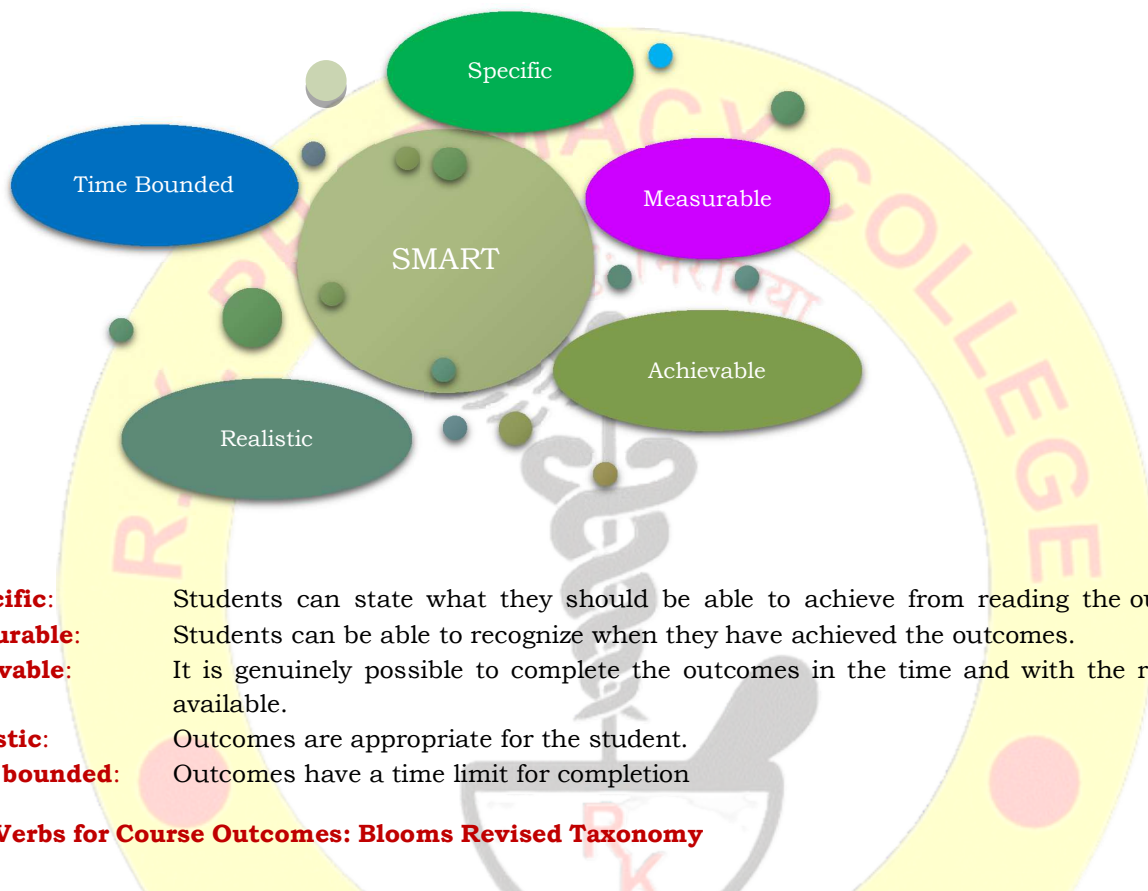 Specific
Time Bounded
Measurable
SMART
Achievable
Realistic
cific: Students can state what they should be able to achieve from reading the ou
urable: Students can be able to recognize when they have achieved the outcomes.
vable: It is genuinely possible to complete the outcomes in the time and with the r
available.
stic: Outcomes are appropriate for the student.
bounded: Outcomes have a time limit for completion
Verbs for Course Outcomes: Blooms Revised Taxonomy
COLLEGE
R
K